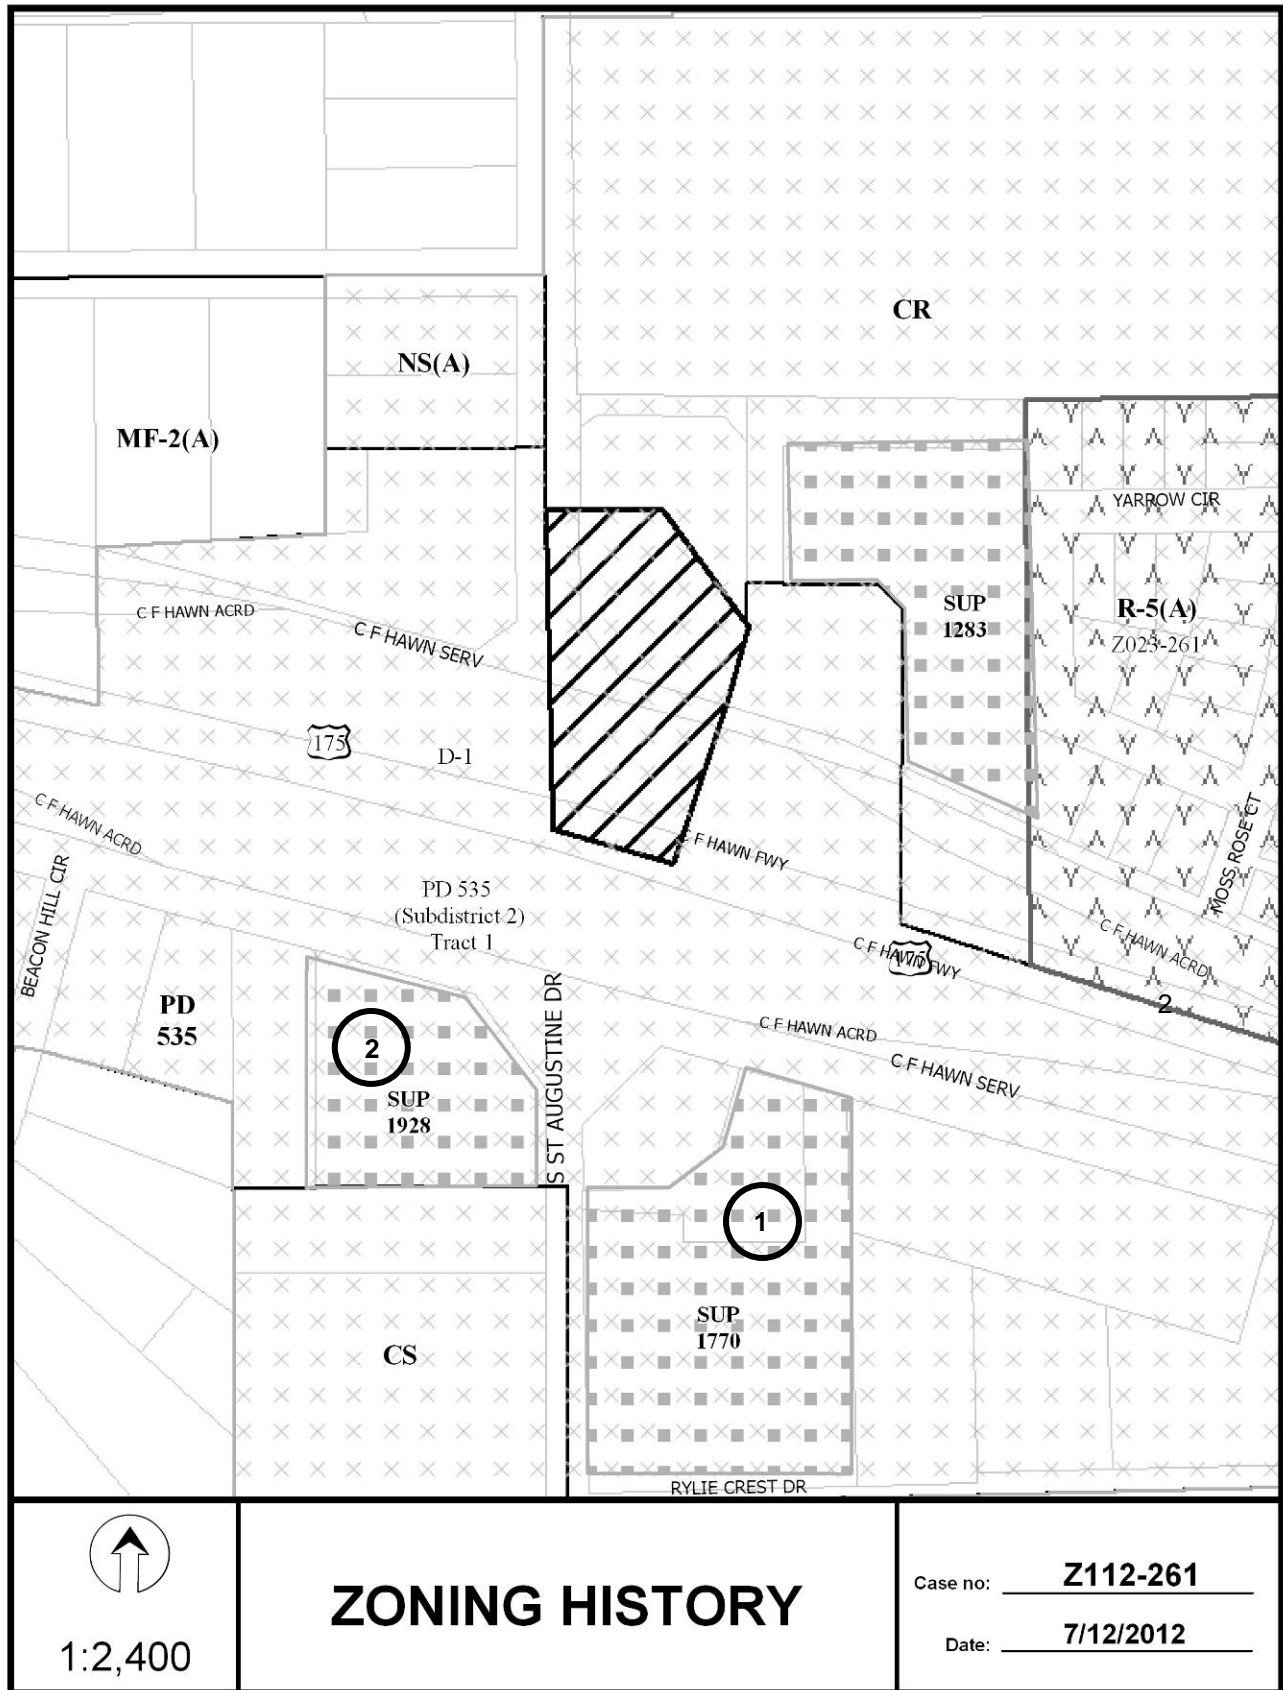 CR
NS(A)
MF-2(A)
YARROW CIR
C F HAWN ACRD
SUP
1283
R-5(A)
Z023-261
C F HAWN SERV
175
D-1
C F HAWN ACRD
C F HAWN FWY
MOSS ROSE CT
BEACON HILL CIR
PD 535
(Subdistrict 2)
Tract 1
C F HAWN FWY
175
C F HAWN ACRD
2
PD
535
S ST AUGUSTINE DR
C F HAWN ACRD
2
C F HAWN SERV
SUP
1928
1
SUP
1770
CS
RYLIE CREST DR
1:2,400
ZONING HISTORY
Case no: Z112-261
Date: 7/12/2012